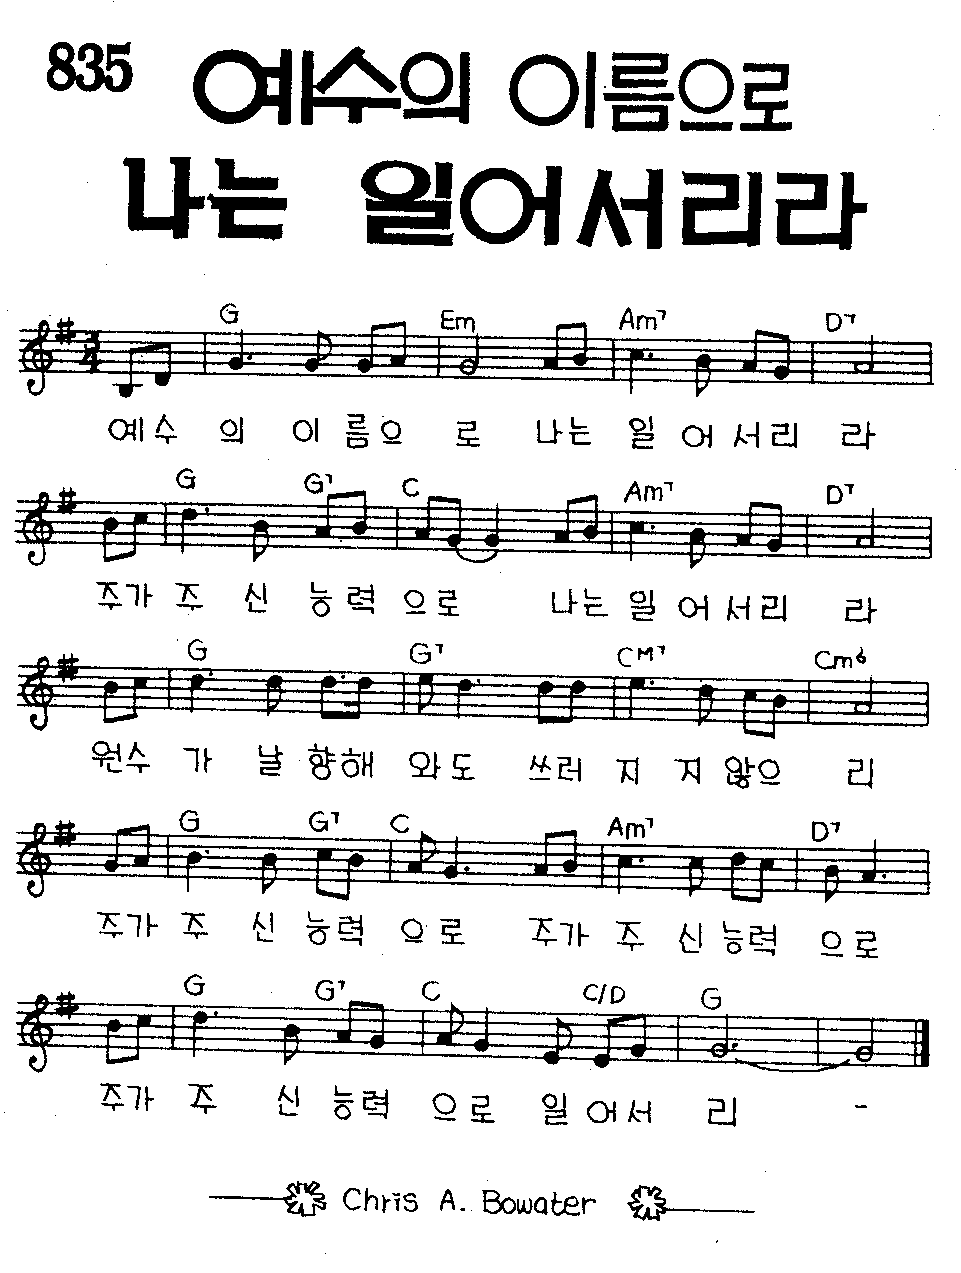 835 예수의 이름으로
나는 일어서리라
G Em Am7 D7
예수 의 이 름으 로 나는 일 어 서리 라
G G7 C Am7 D7
주가 주 신 능력 으로 나는 일 어 서리 라
G G7 CM7 Cm6
원수 가 날 향해 와도 쓰러 지 지 않으 리
G G7 C Am7 D7
주가 주 신 능력 으로 주가 주 신 능력 으로
G G7 C C/D G
주가 주 신 능력 으로 일 어서 리 -
Chris A. Bowater